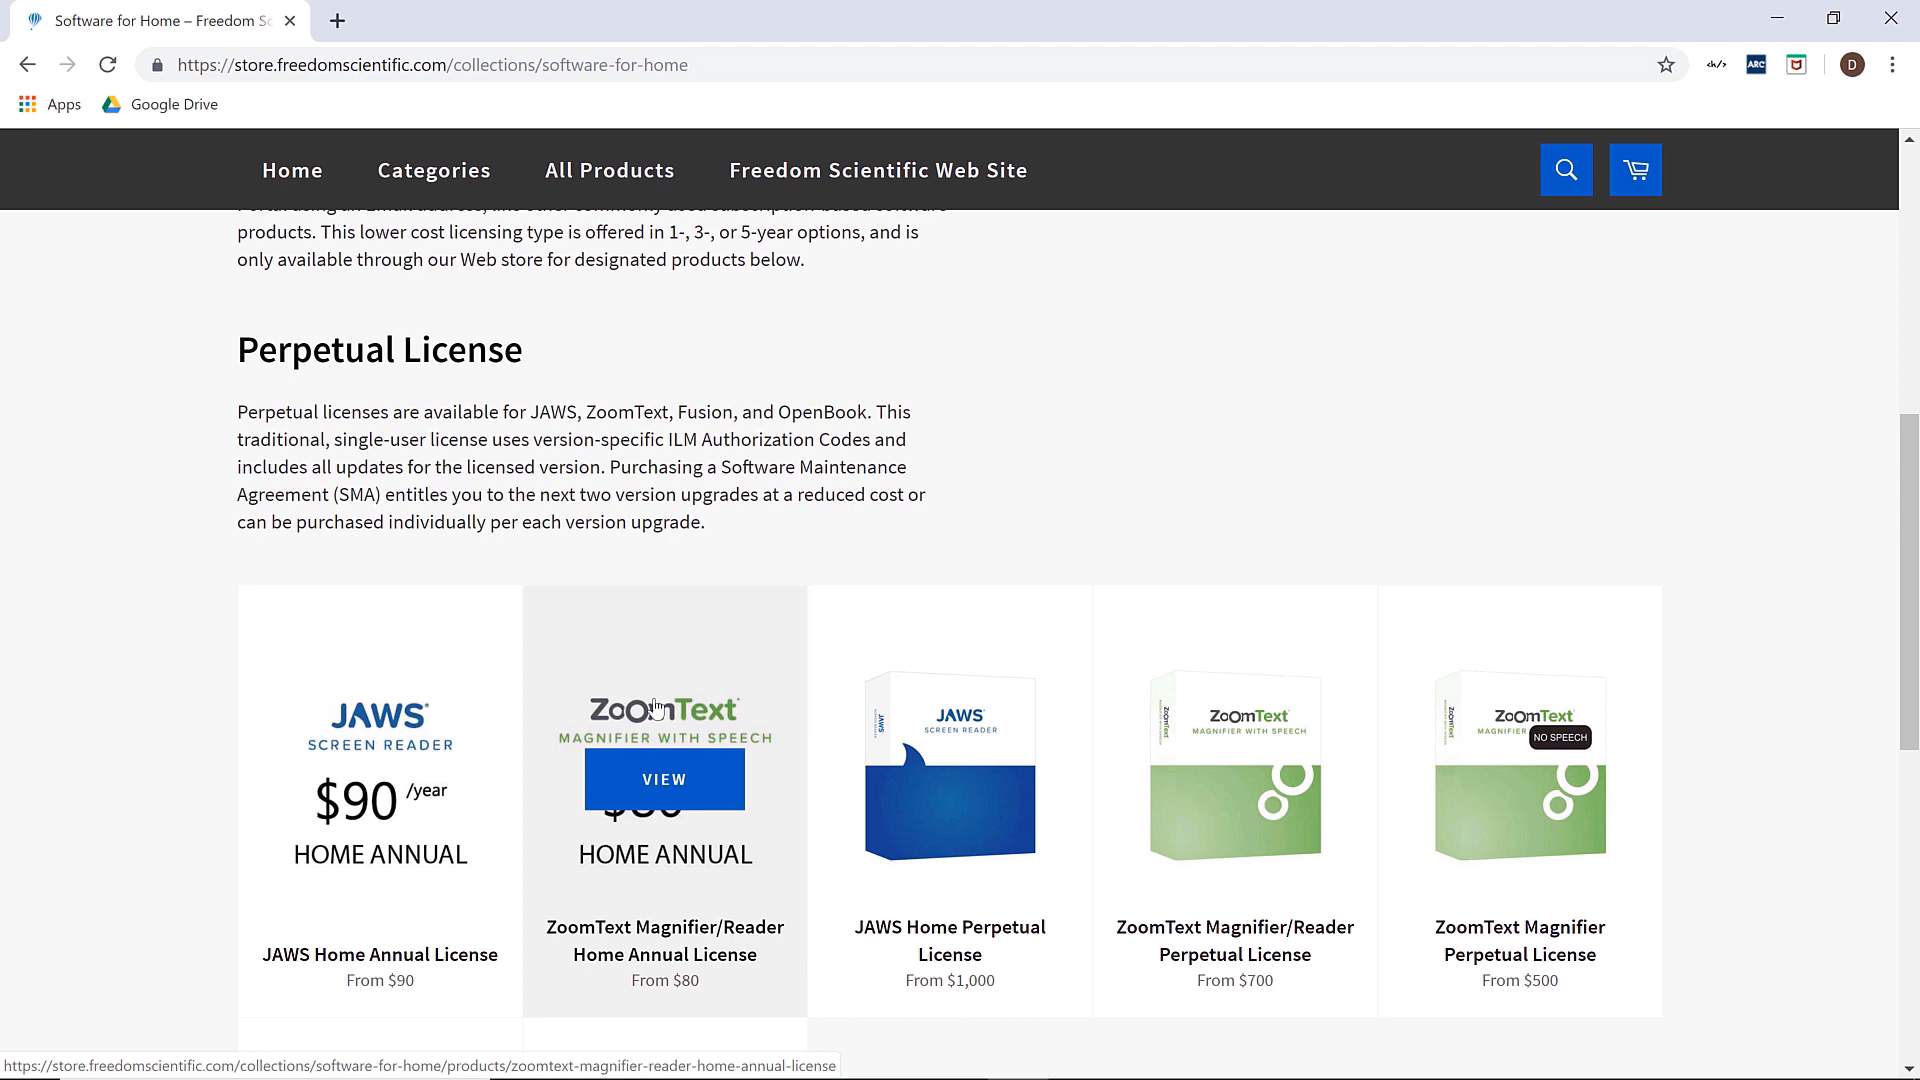 Software for Home – Freedom Sc
https://store.freedomscientific.com/collections/software-for-home
ARC
D
Apps
Google Drive
Home
Categories
All Products
Freedom Scientific Web Site
products. This lower cost licensing type is offered in 1-, 3-, or 5-year options, and is
only available through our Web store for designated products below.
Perpetual License
Perpetual licenses are available for JAWS, ZoomText, Fusion, and OpenBook. This
traditional, single-user license uses version-specific ILM Authorization Codes and
includes all updates for the licensed version. Purchasing a Software Maintenance
Agreement (SMA) entitles you to the next two version upgrades at a reduced cost or
can be purchased individually per each version upgrade.
JAWS
SCREEN READER
$90 /year
HOME ANNUAL
JAWS Home Annual License
From $90
ZoomText
MAGNIFIER WITH SPEECH
VIEW
HOME ANNUAL
ZoomText Magnifier/Reader
Home Annual License
From $80
JAWS
JAWS
SCREEN READER
JAWS Home Perpetual
License
From $1,000
ZoomText
ZoomText
MAGNIFIER WITH SPEECH
ZoomText Magnifier/Reader
Perpetual License
From $700
ZoomText
ZoomText
MAGNIFIER
NO SPEECH
ZoomText Magnifier
Perpetual License
From $500
https://store.freedomscientific.com/collections/software-for-home/products/zoomtext-magnifier-reader-home-annual-license